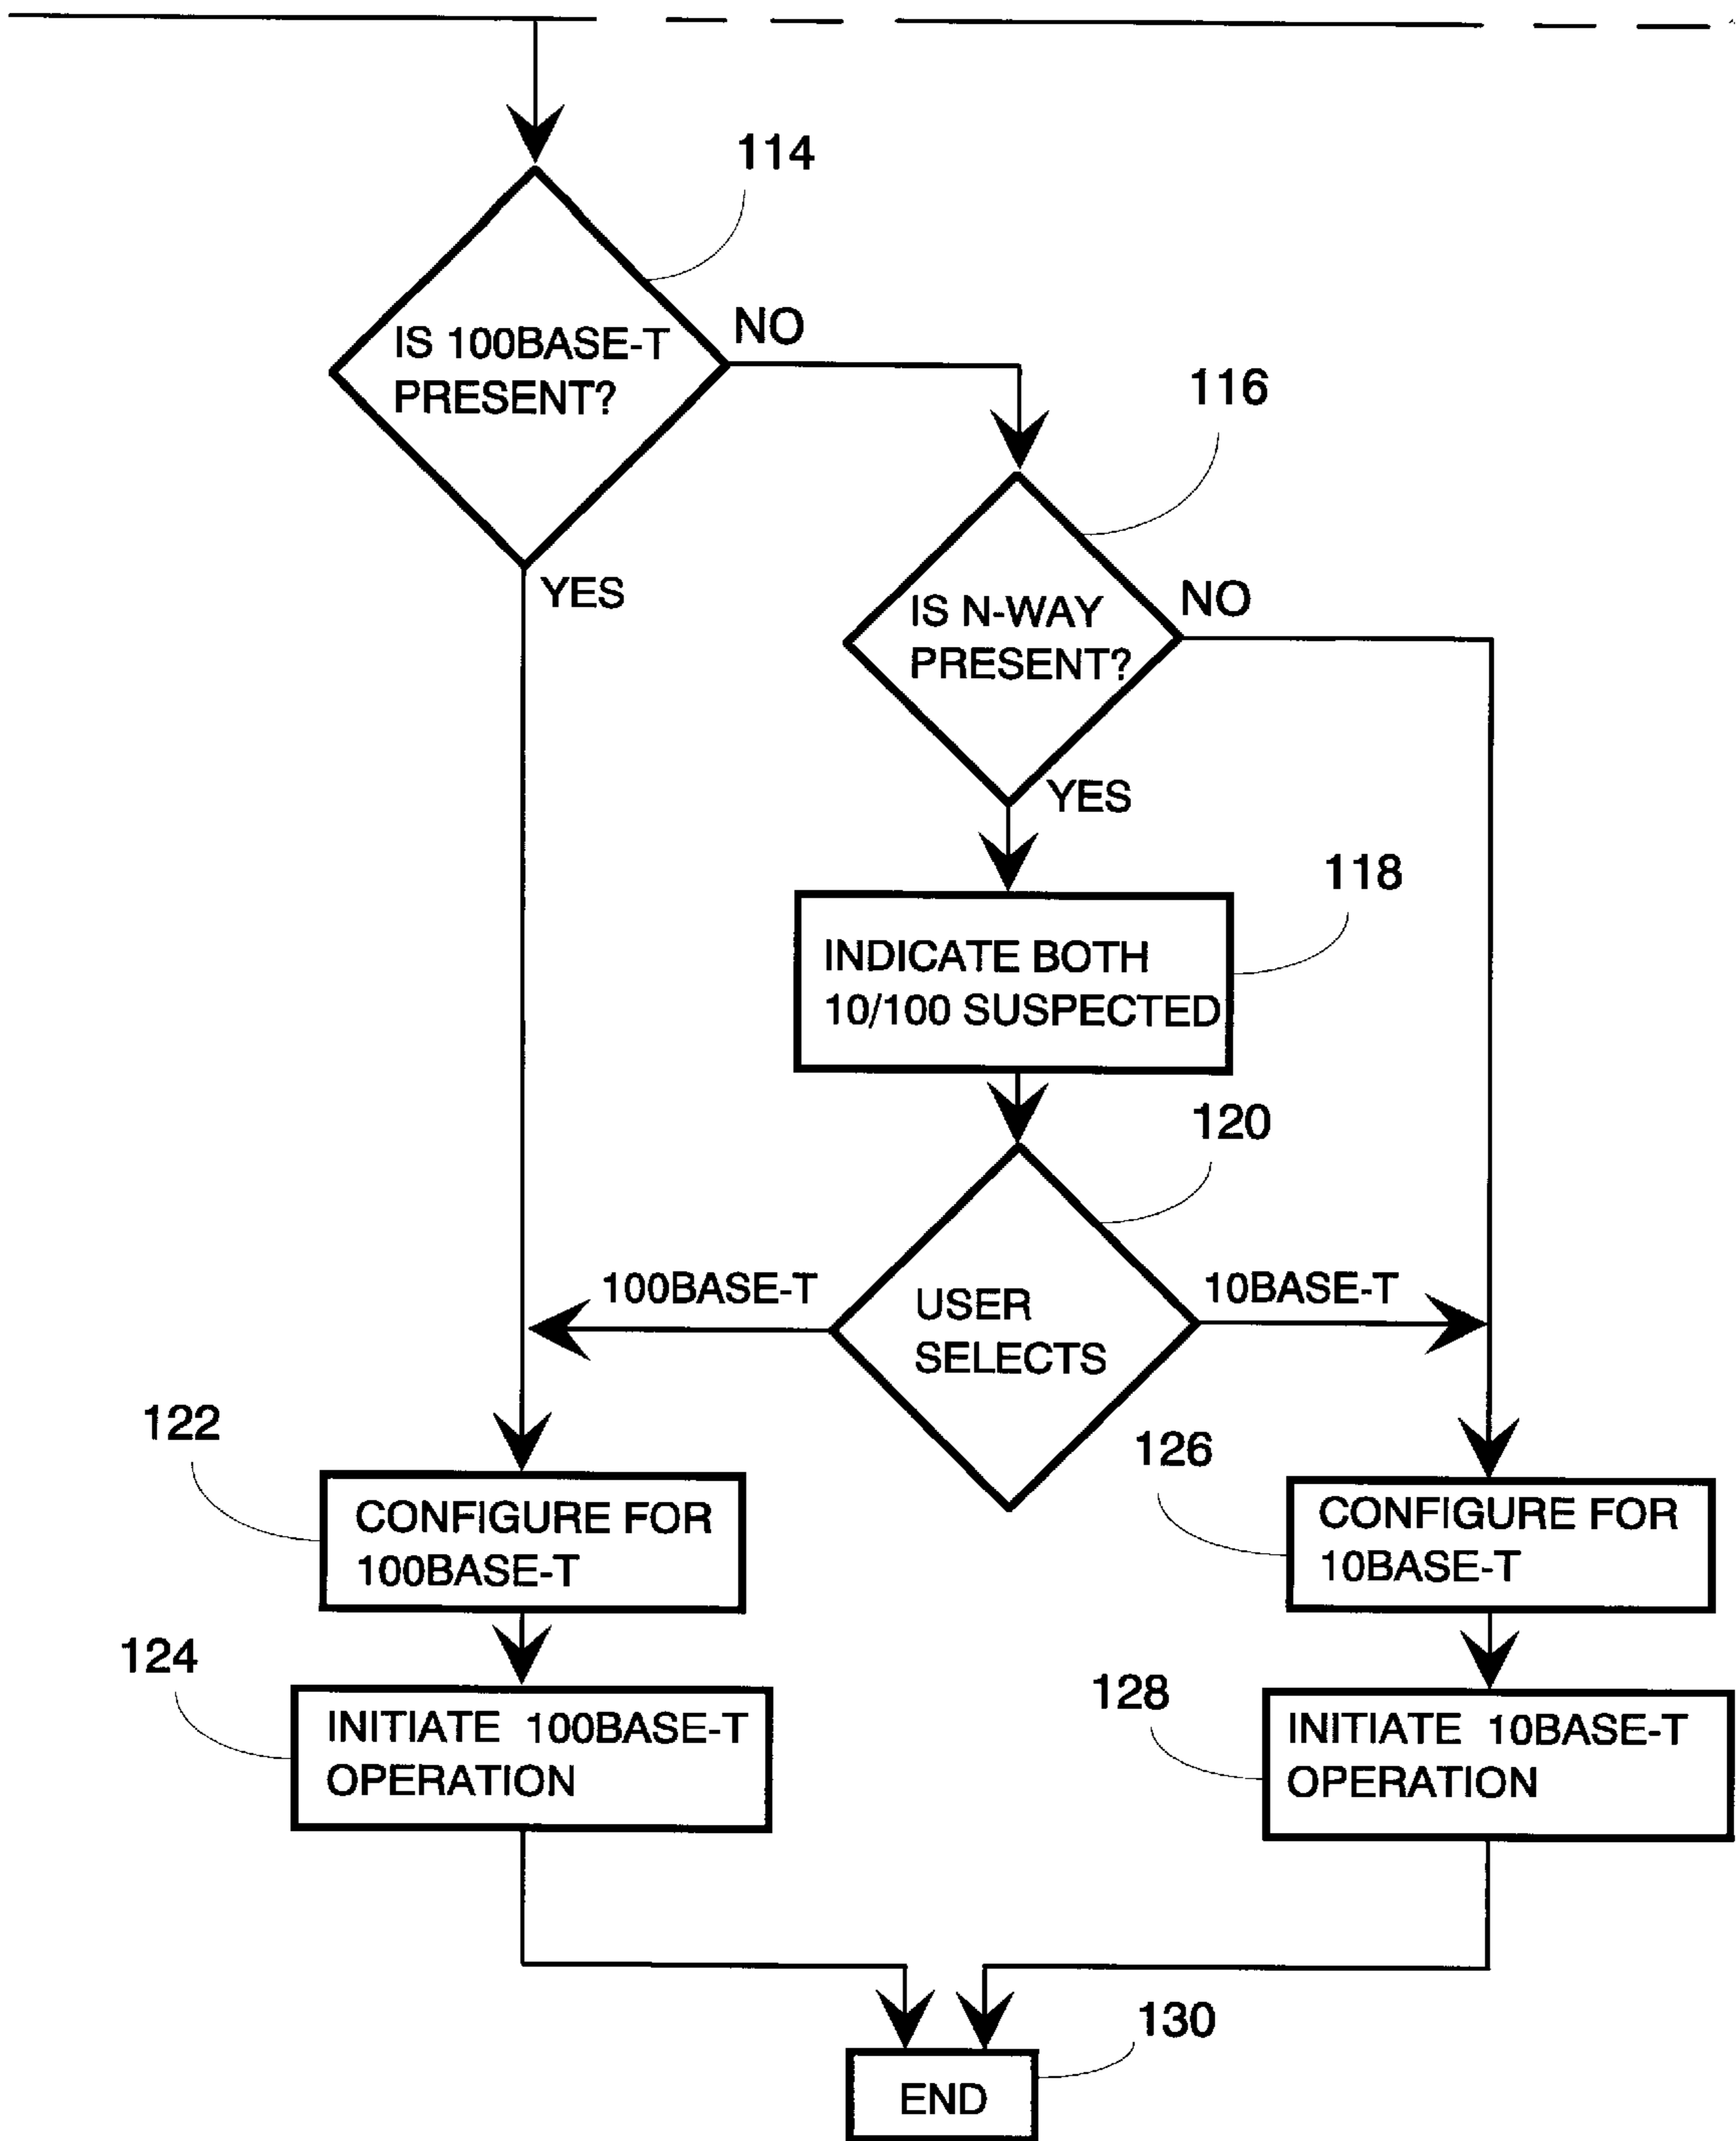 114
IS 100BASE-T
PRESENT?
NO
YES
116
IS N-WAY
PRESENT?
NO
YES
118
INDICATE BOTH
10/100 SUSPECTED
120
100BASE-T
USER
SELECTS
10BASE-T
122
CONFIGURE FOR
100BASE-T
126
CONFIGURE FOR
10BASE-T
124
INITIATE 100BASE-T
OPERATION
128
INITIATE 10BASE-T
OPERATION
130
END